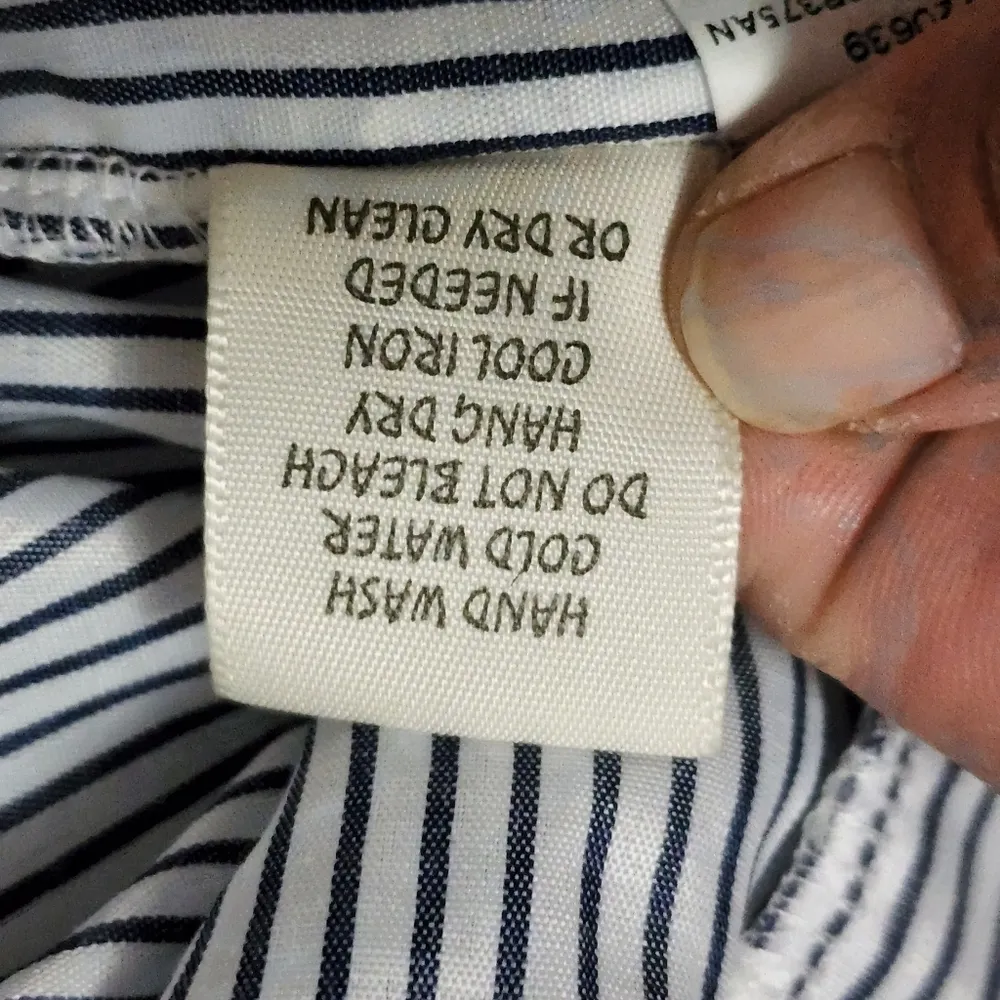 HAND WASH
COLD WATER
DO NOT BLEACH
HANG DRY
COOL IRON
IF NEEDED
OR DRY CLEAN